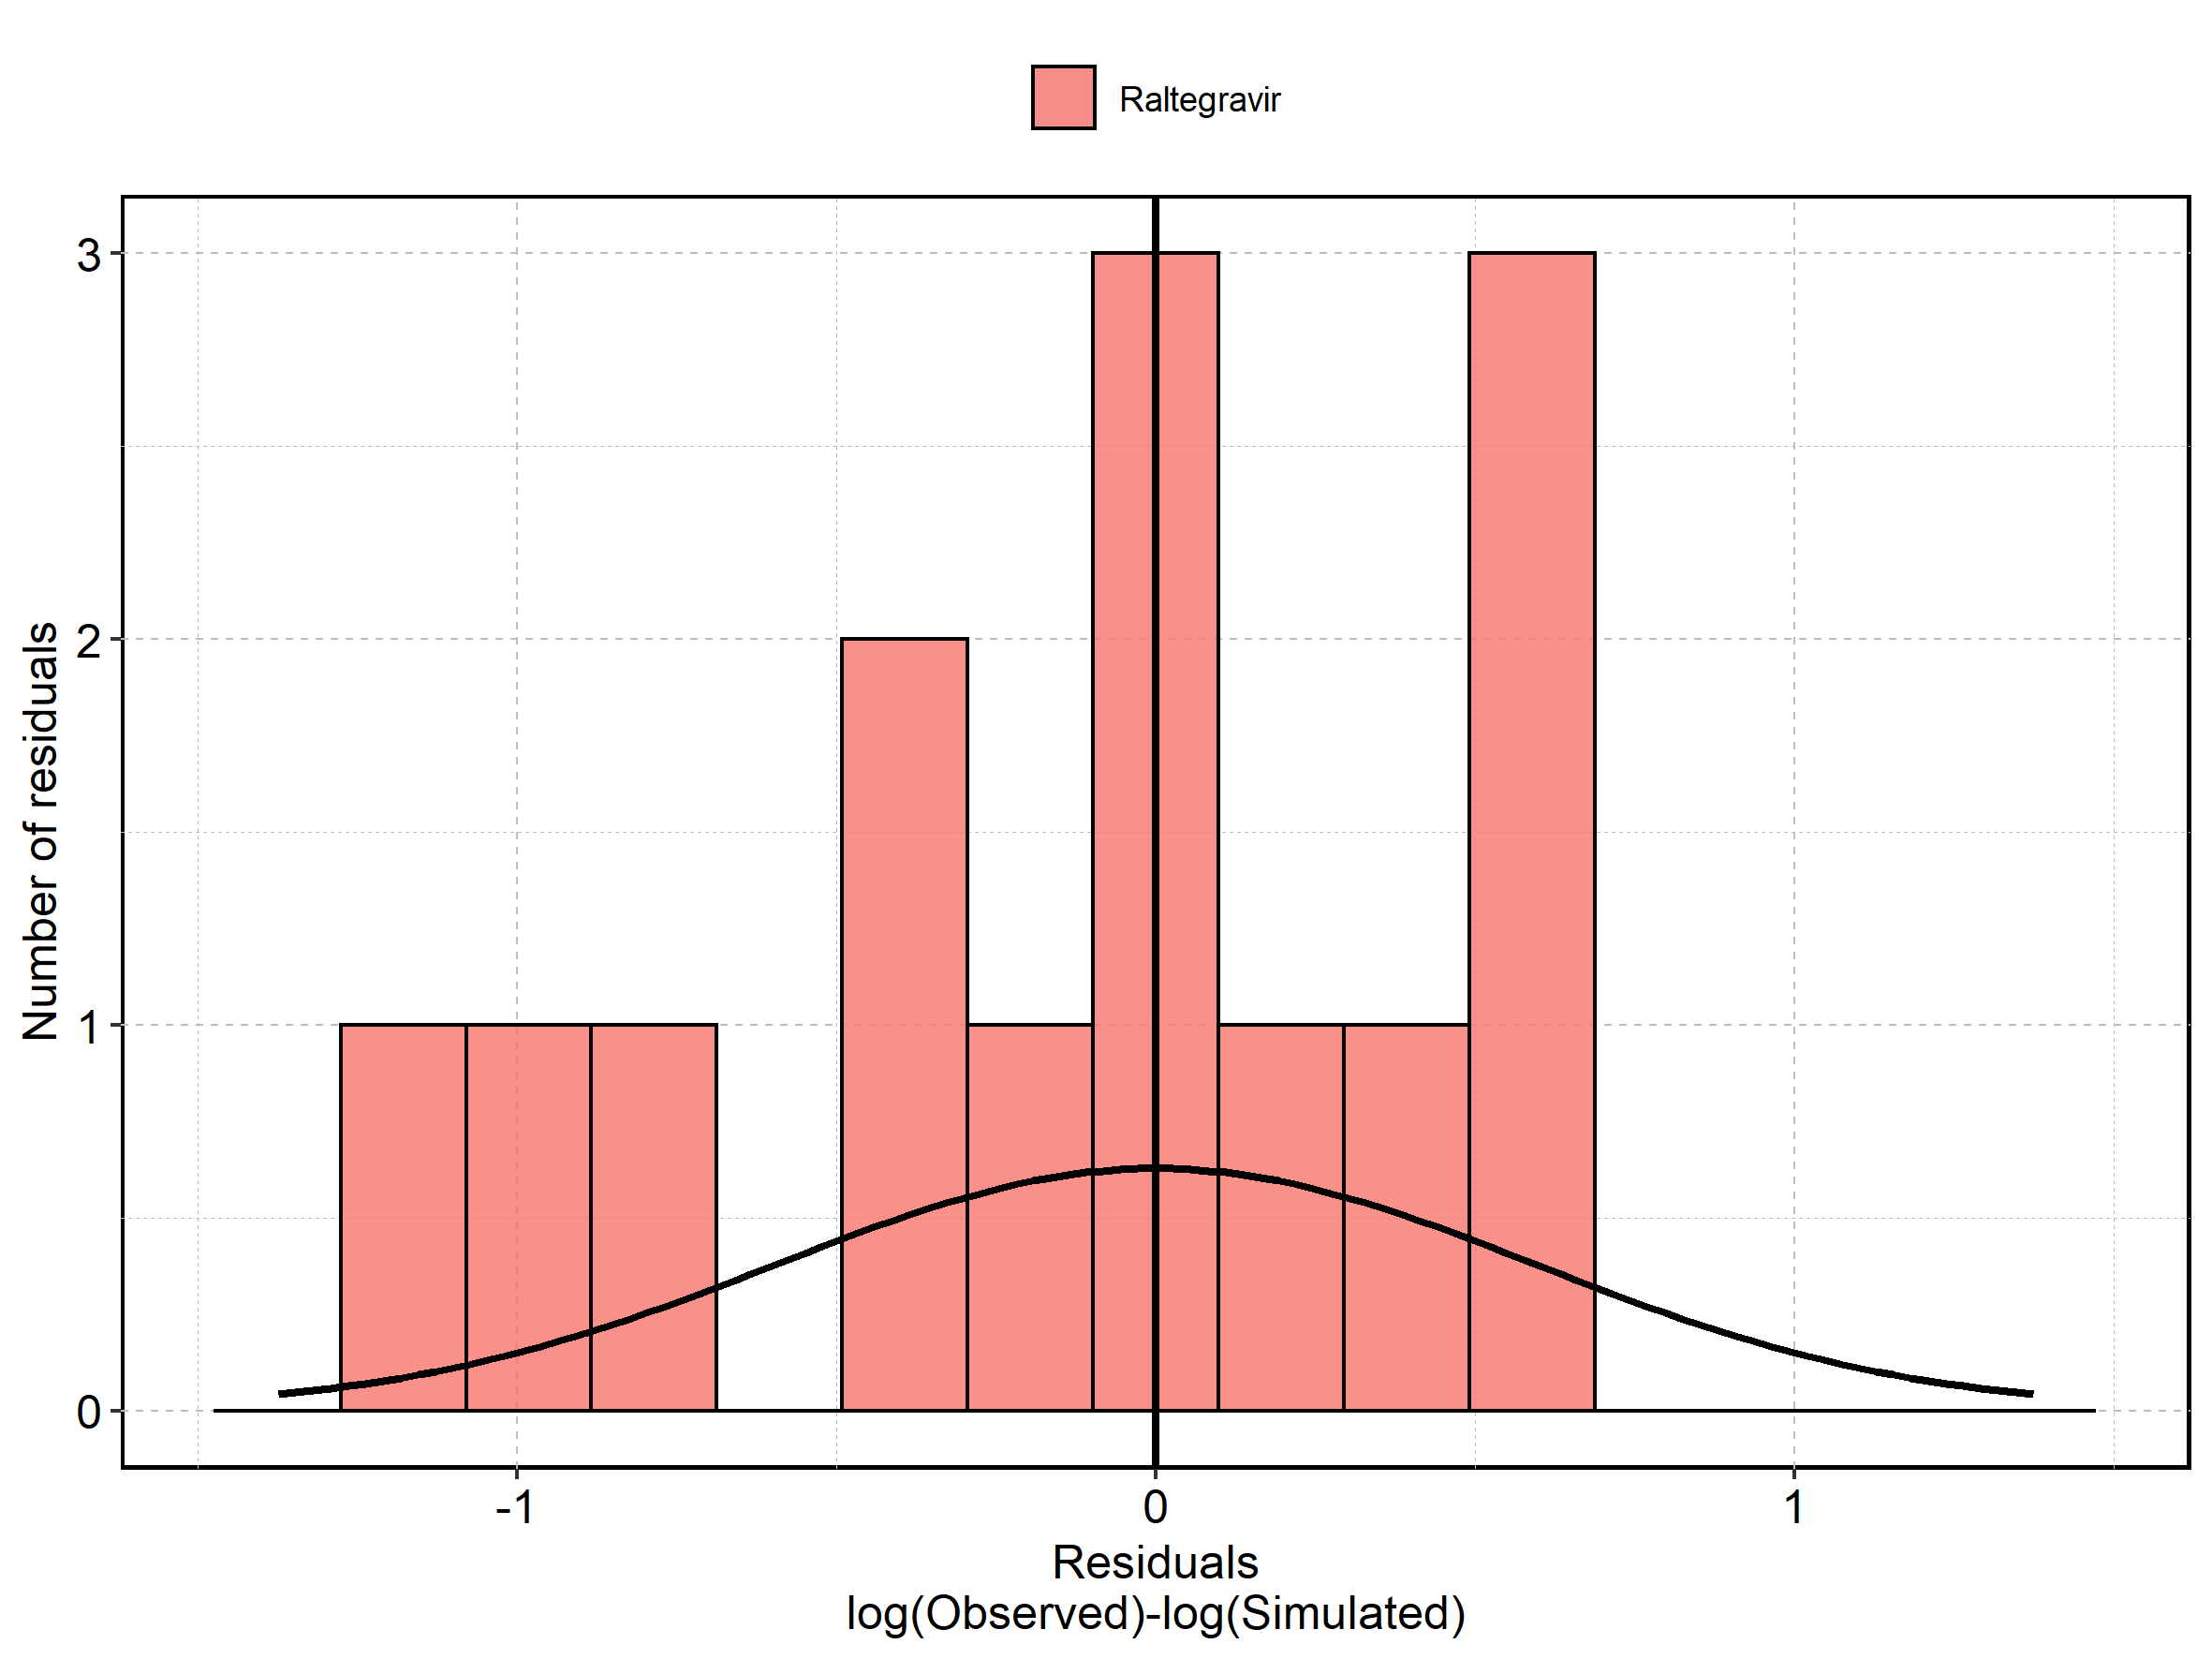 Raltegravir
3
2
1
0
Number of residuals
-1
0
1
Residuals
log(Observed)-log(Simulated)